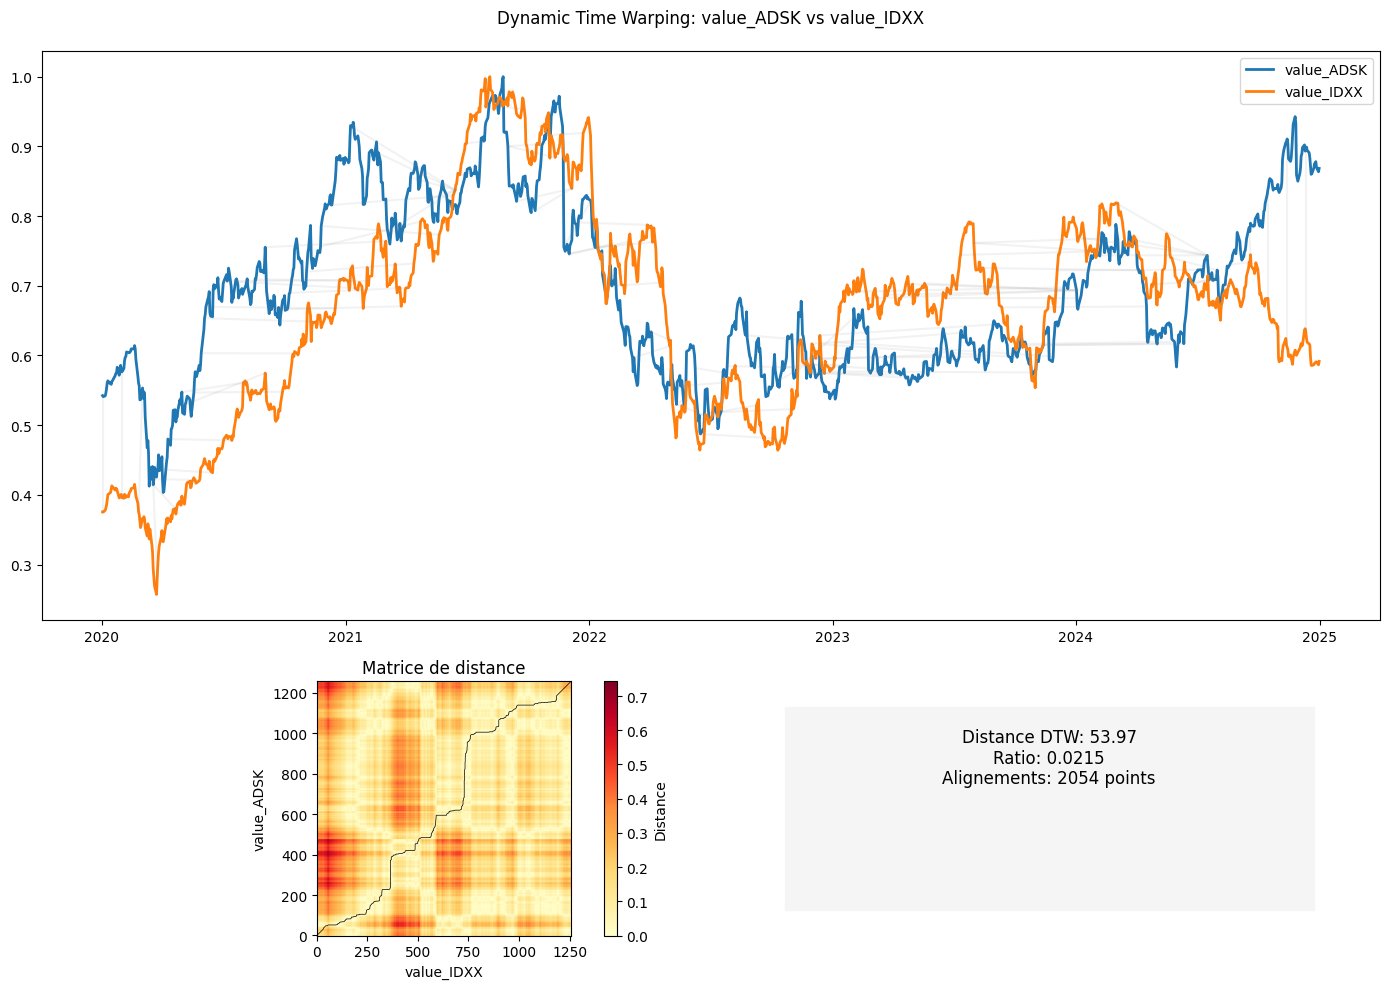 Dynamic Time Warping: value_ADSK vs value_IDXX
value_ADSK
value_IDXX
1.0
0.9
0.8
0.7
0.6
0.5
0.4
0.3
2020 2021 2022 2023 2024 2025
Matrice de distance
value_ADSK
1200
1000
800
600
400
200
0
0 250 500 750 1000 1250
value_IDXX
0.7
0.6
0.5
0.4
0.3
0.2
0.1
0.0
Distance
Distance DTW: 53.97
Ratio: 0.0215
Alignements: 2054 points